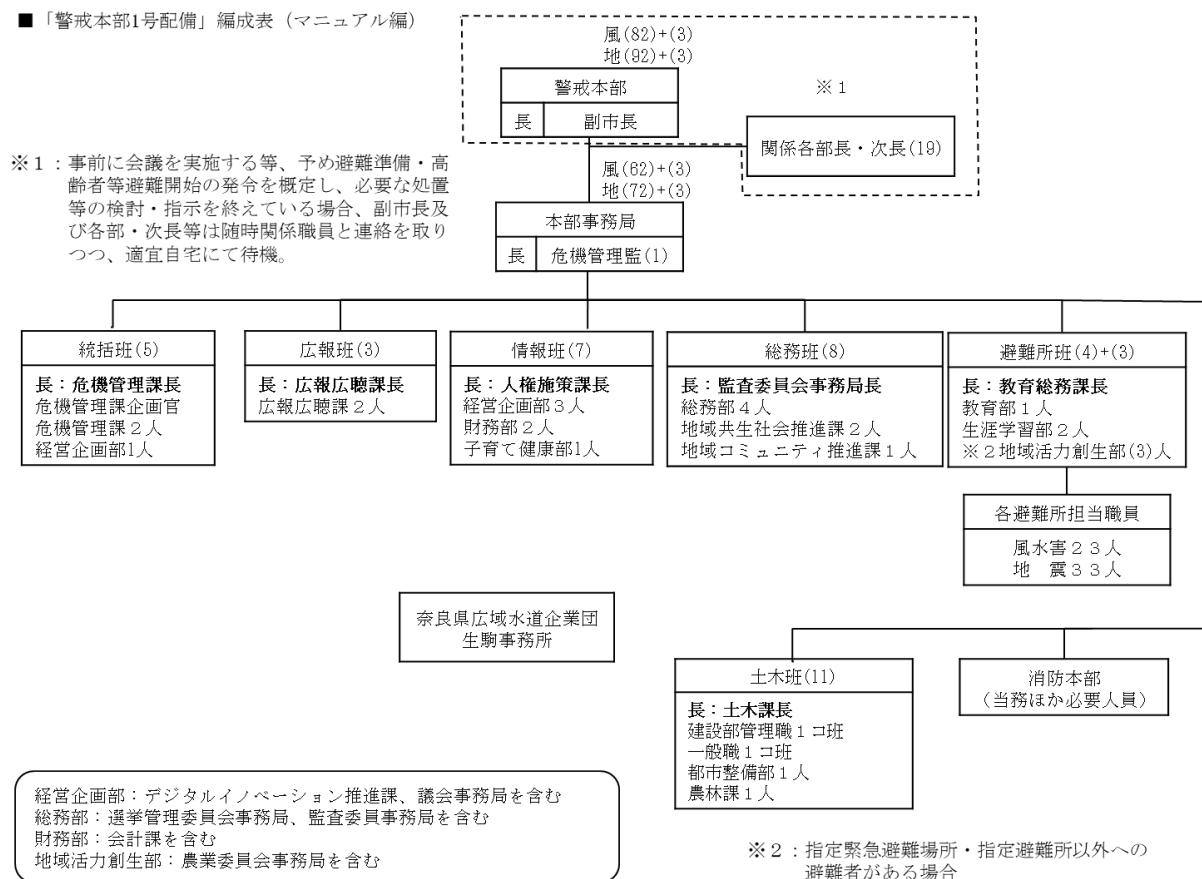 ■「警戒本部1号配備」編成表（マニュアル編）
風(82)+(3)
地(92)+(3)
警戒本部
長 副市長
※１
関係各部長・次長(19)
※１：事前に会議を実施する等、予め避難準備・高
齢者等避難開始の発令を概定し、必要な処置
等の検討・指示を終えている場合、副市長及
び各部・次長等は随時関係職員と連絡を取り
つつ、適宜自宅にて待機。
風(62)+(3)
地(72)+(3)
本部事務局
長 危機管理監(1)
統括班(5)
長：危機管理課長
危機管理課企画官
危機管理課２人
経営企画部1人
広報班(3)
長：広報広聴課長
広報広聴課２人
情報班(7)
長：人権施策課長
経営企画部３人
財務部２人
子育て健康部1人
総務班(8)
長：監査委員会事務局長
総務部４人
地域共生社会推進課２人
地域コミュニティ推進課１人
避難所班(4)+(3)
長：教育総務課長
教育部１人
生涯学習部２人
※２地域活力創生部(3)人
各避難所担当職員
風水害２３人
地　震３３人
奈良県広域水道企業団
生駒事務所
土木班(11)
長：土木課長
建設部管理職１コ班
一般職１コ班
都市整備部１人
農林課１人
消防本部
（当務ほか必要人員）
経営企画部：デジタルイノベーション推進課、議会事務局を含む
総務部：選挙管理委員会事務局、監査委員事務局を含む
財務部：会計課を含む
地域活力創生部：農業委員会事務局を含む
※２：指定緊急避難場所・指定避難所以外への
避難者がある場合